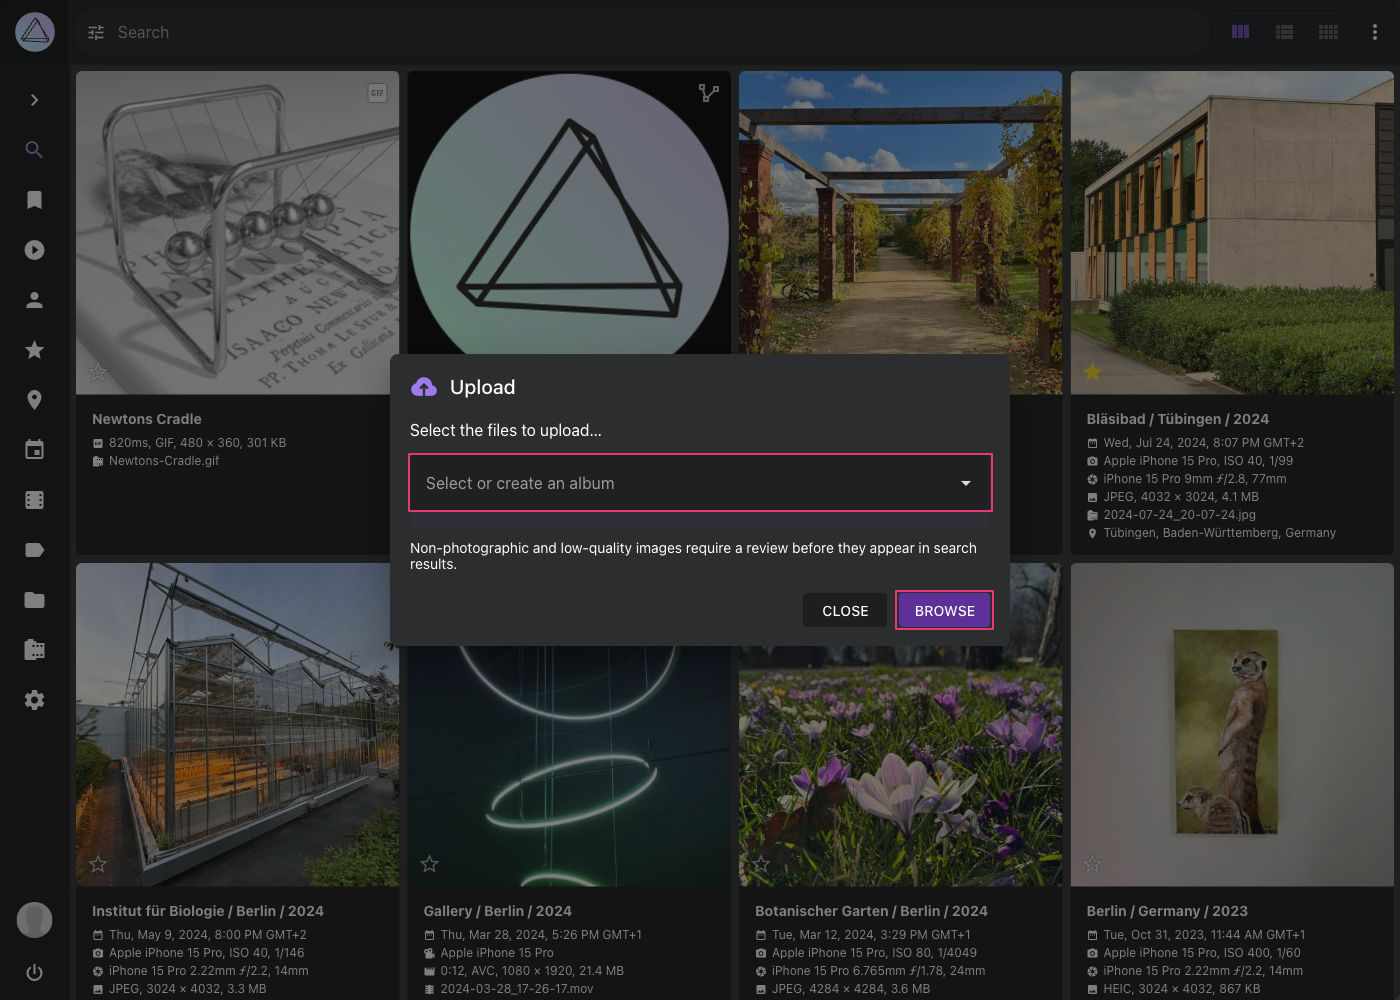 Search
GIF
Newtons Cradle
820ms, GIF, 480 × 360, 301 KB
Newtons-Cradle.gif
Upload
Select the files to upload...
Select or create an album
Non-photographic and low-quality images require a review before they appear in search
results.
CLOSE
BROWSE
Bläsibad / Tübingen / 2024
Wed, Jul 24, 2024, 8:07 PM GMT+2
Apple iPhone 15 Pro, ISO 40, 1/99
iPhone 15 Pro 9mm ƒ/2.8, 77mm
JPEG, 4032 × 3024, 4.1 MB
2024-07-24_20-07-24.jpg
Tübingen, Baden-Württemberg, Germany
Institut für Biologie / Berlin / 2024
Thu, May 9, 2024, 8:00 PM GMT+2
Apple iPhone 15 Pro, ISO 40, 1/146
iPhone 15 Pro 2.22mm ƒ/2.2, 14mm
JPEG, 3024 × 4032, 3.3 MB
Gallery / Berlin / 2024
Thu, Mar 28, 2024, 5:26 PM GMT+1
Apple iPhone 15 Pro
0:12, AVC, 1080 × 1920, 21.4 MB
2024-03-28_17-26-17.mov
Botanischer Garten / Berlin / 2024
Tue, Mar 12, 2024, 3:29 PM GMT+1
Apple iPhone 15 Pro, ISO 80, 1/4049
iPhone 15 Pro 6.765mm ƒ/1.78, 24mm
JPEG, 4284 × 4284, 3.6 MB
Berlin / Germany / 2023
Tue, Oct 31, 2023, 11:44 AM GMT+1
Apple iPhone 15 Pro, ISO 400, 1/60
iPhone 15 Pro 2.22mm ƒ/2.2, 14mm
HEIC, 3024 × 4032, 867 KB